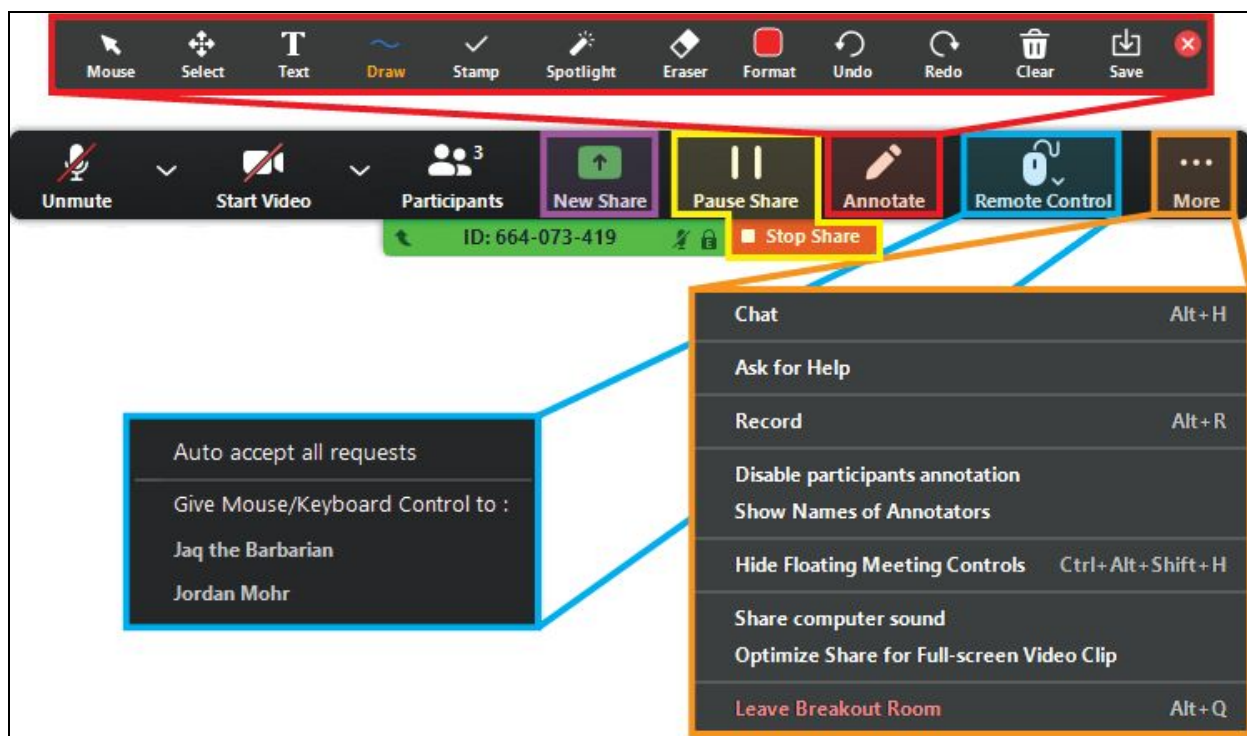 Mouse Select Text Draw Stamp Spotlight Eraser Format Undo Redo Clear Save
3
Unmute Start Video Participants New Share Pause Share Annotate Remote Control More
ID: 664-073-419 Stop Share
Chat Alt+H
Ask for Help
Record Alt+R
Disable participants annotation
Show Names of Annotators
Hide Floating Meeting Controls Ctrl+Alt+Shift+H
Share computer sound
Optimize Share for Full-screen Video Clip
Leave Breakout Room Alt+Q
Auto accept all requests
Give Mouse/Keyboard Control to :
Jaq the Barbarian
Jordan Mohr